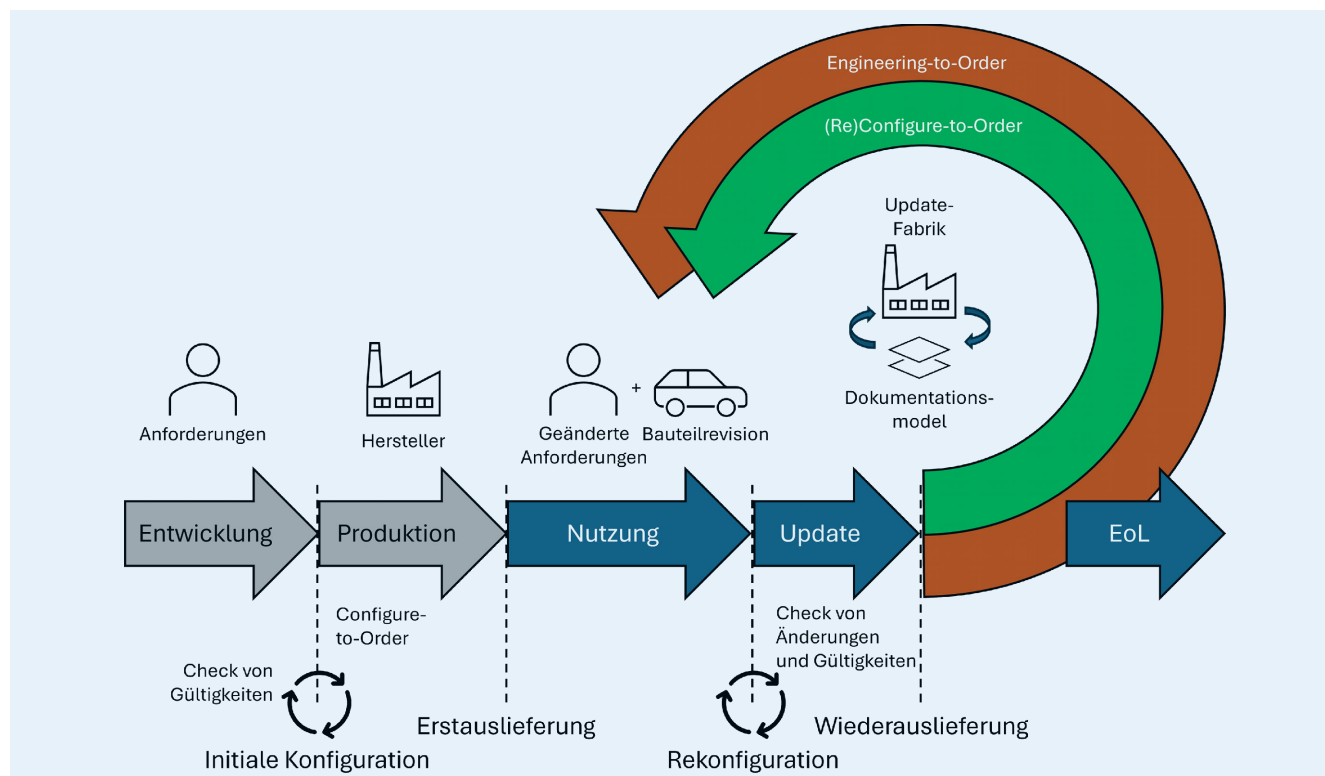 Engineering-to-Order
(Re)Configure-to-Order
Update-
Fabrik
Dokumentations-
model
Anforderungen
Hersteller
Geänderte
Anforderungen
+
Bauteilrevision
Entwicklung
Produktion
Nutzung
Update
EoL
Configure-
to-Order
Check von
Gültigkeiten
Check von
Änderungen
und Gültigkeiten
Erstauslieferung
Wiederauslieferung
Initiale Konfiguration
Rekonfiguration